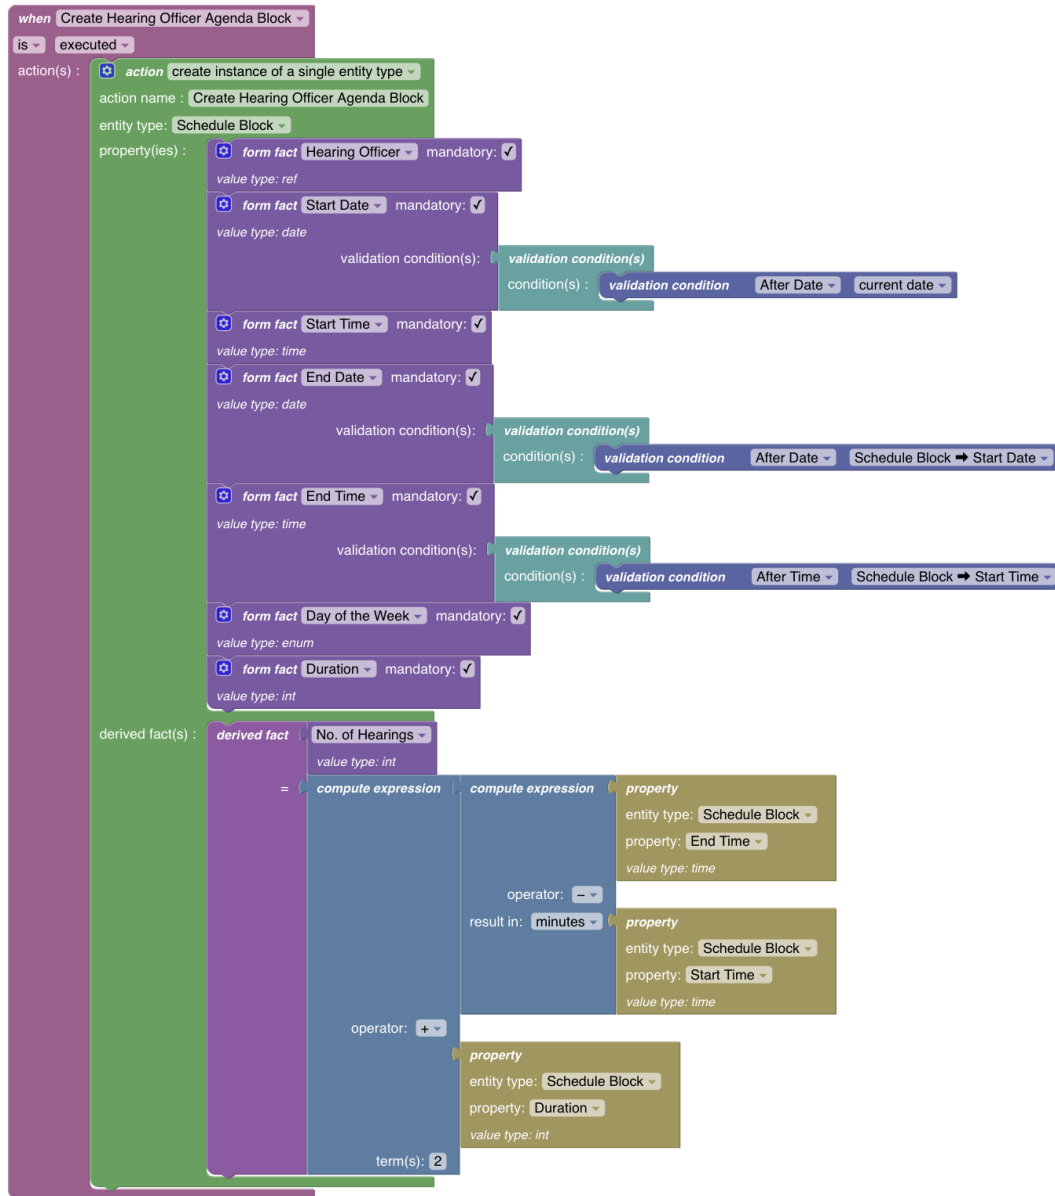 when Create Hearing Officer Agenda Block
is executed
action(s) : action create instance of a single entity type
action name : Create Hearing Officer Agenda Block
entity type: Schedule Block
property(ies) : form fact Hearing Officer mandatory: ✓
value type: ref
form fact Start Date mandatory: ✓
value type: date
validation condition(s): validation condition(s)
condition(s) : validation condition After Date current date
form fact Start Time mandatory: ✓
value type: time
form fact End Date mandatory: ✓
value type: date
validation condition(s): validation condition(s)
condition(s) : validation condition After Date Schedule Block ➡ Start Date
form fact End Time mandatory: ✓
value type: time
validation condition(s): validation condition(s)
condition(s) : validation condition After Time Schedule Block ➡ Start Time
form fact Day of the Week mandatory: ✓
value type: enum
form fact Duration mandatory: ✓
value type: int
derived fact(s) : derived fact No. of Hearings
value type: int
= compute expression compute expression property
entity type: Schedule Block
property: End Time
value type: time
operator: –
result in: minutes property
entity type: Schedule Block
property: Start Time
value type: time
operator: +
property
entity type: Schedule Block
property: Duration
value type: int
term(s): 2